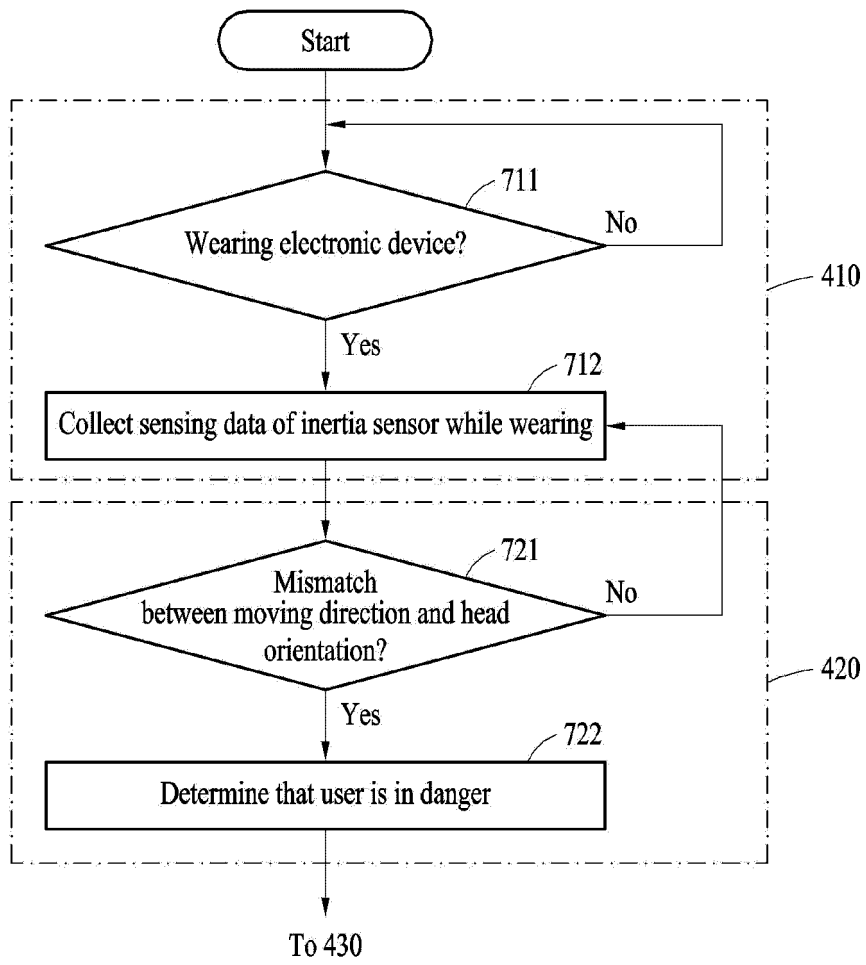 Start
711
Wearing electronic device?
No
410
Yes
712
Collect sensing data of inertia sensor while wearing
721
Mismatch
between moving direction and head
orientation?
No
420
Yes
722
Determine that user is in danger
To 430